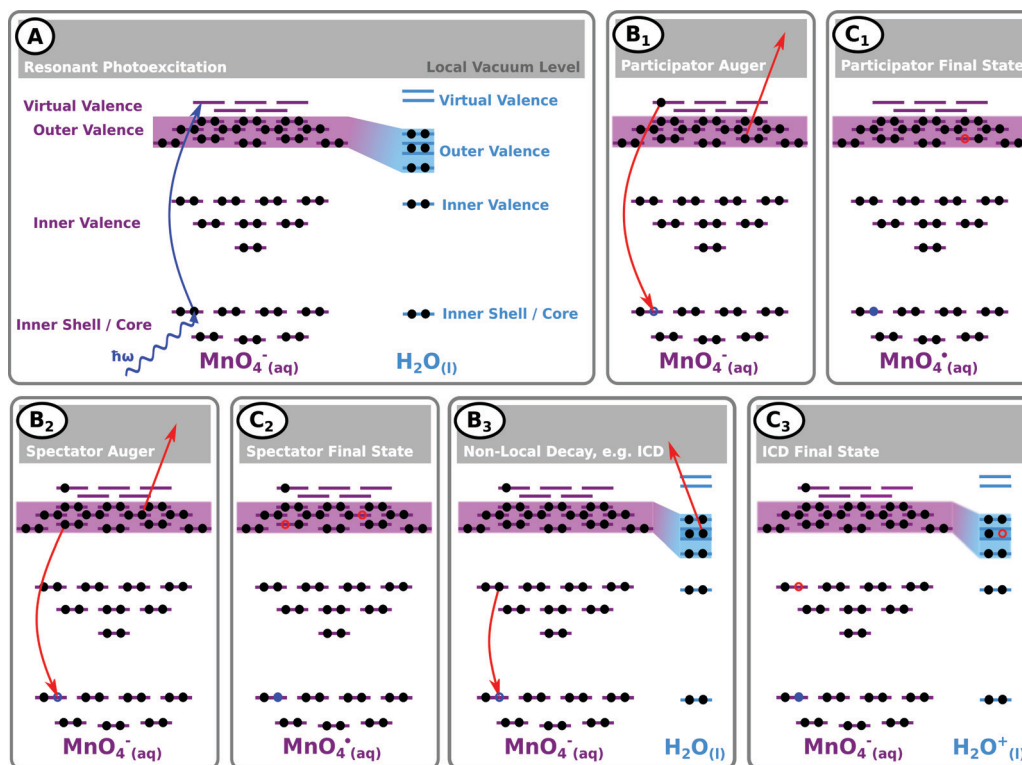 A
Resonant Photoexcitation
Local Vacuum Level
Virtual Valence
Virtual Valence
Outer Valence
Outer Valence
Inner Valence
Inner Valence
Inner Shell / Core
Inner Shell / Core
ħω
MnO₄⁻(aq)
H₂O(l)
B₁
Participator Auger
MnO₄⁻(aq)
C₁
Participator Final State
MnO₄•(aq)
B₂
Spectator Auger
MnO₄⁻(aq)
C₂
Spectator Final State
MnO₄•(aq)
B₃
Non-Local Decay, e.g. ICD
MnO₄⁻(aq)
H₂O(l)
C₃
ICD Final State
MnO₄⁻(aq)
H₂O⁺(l)